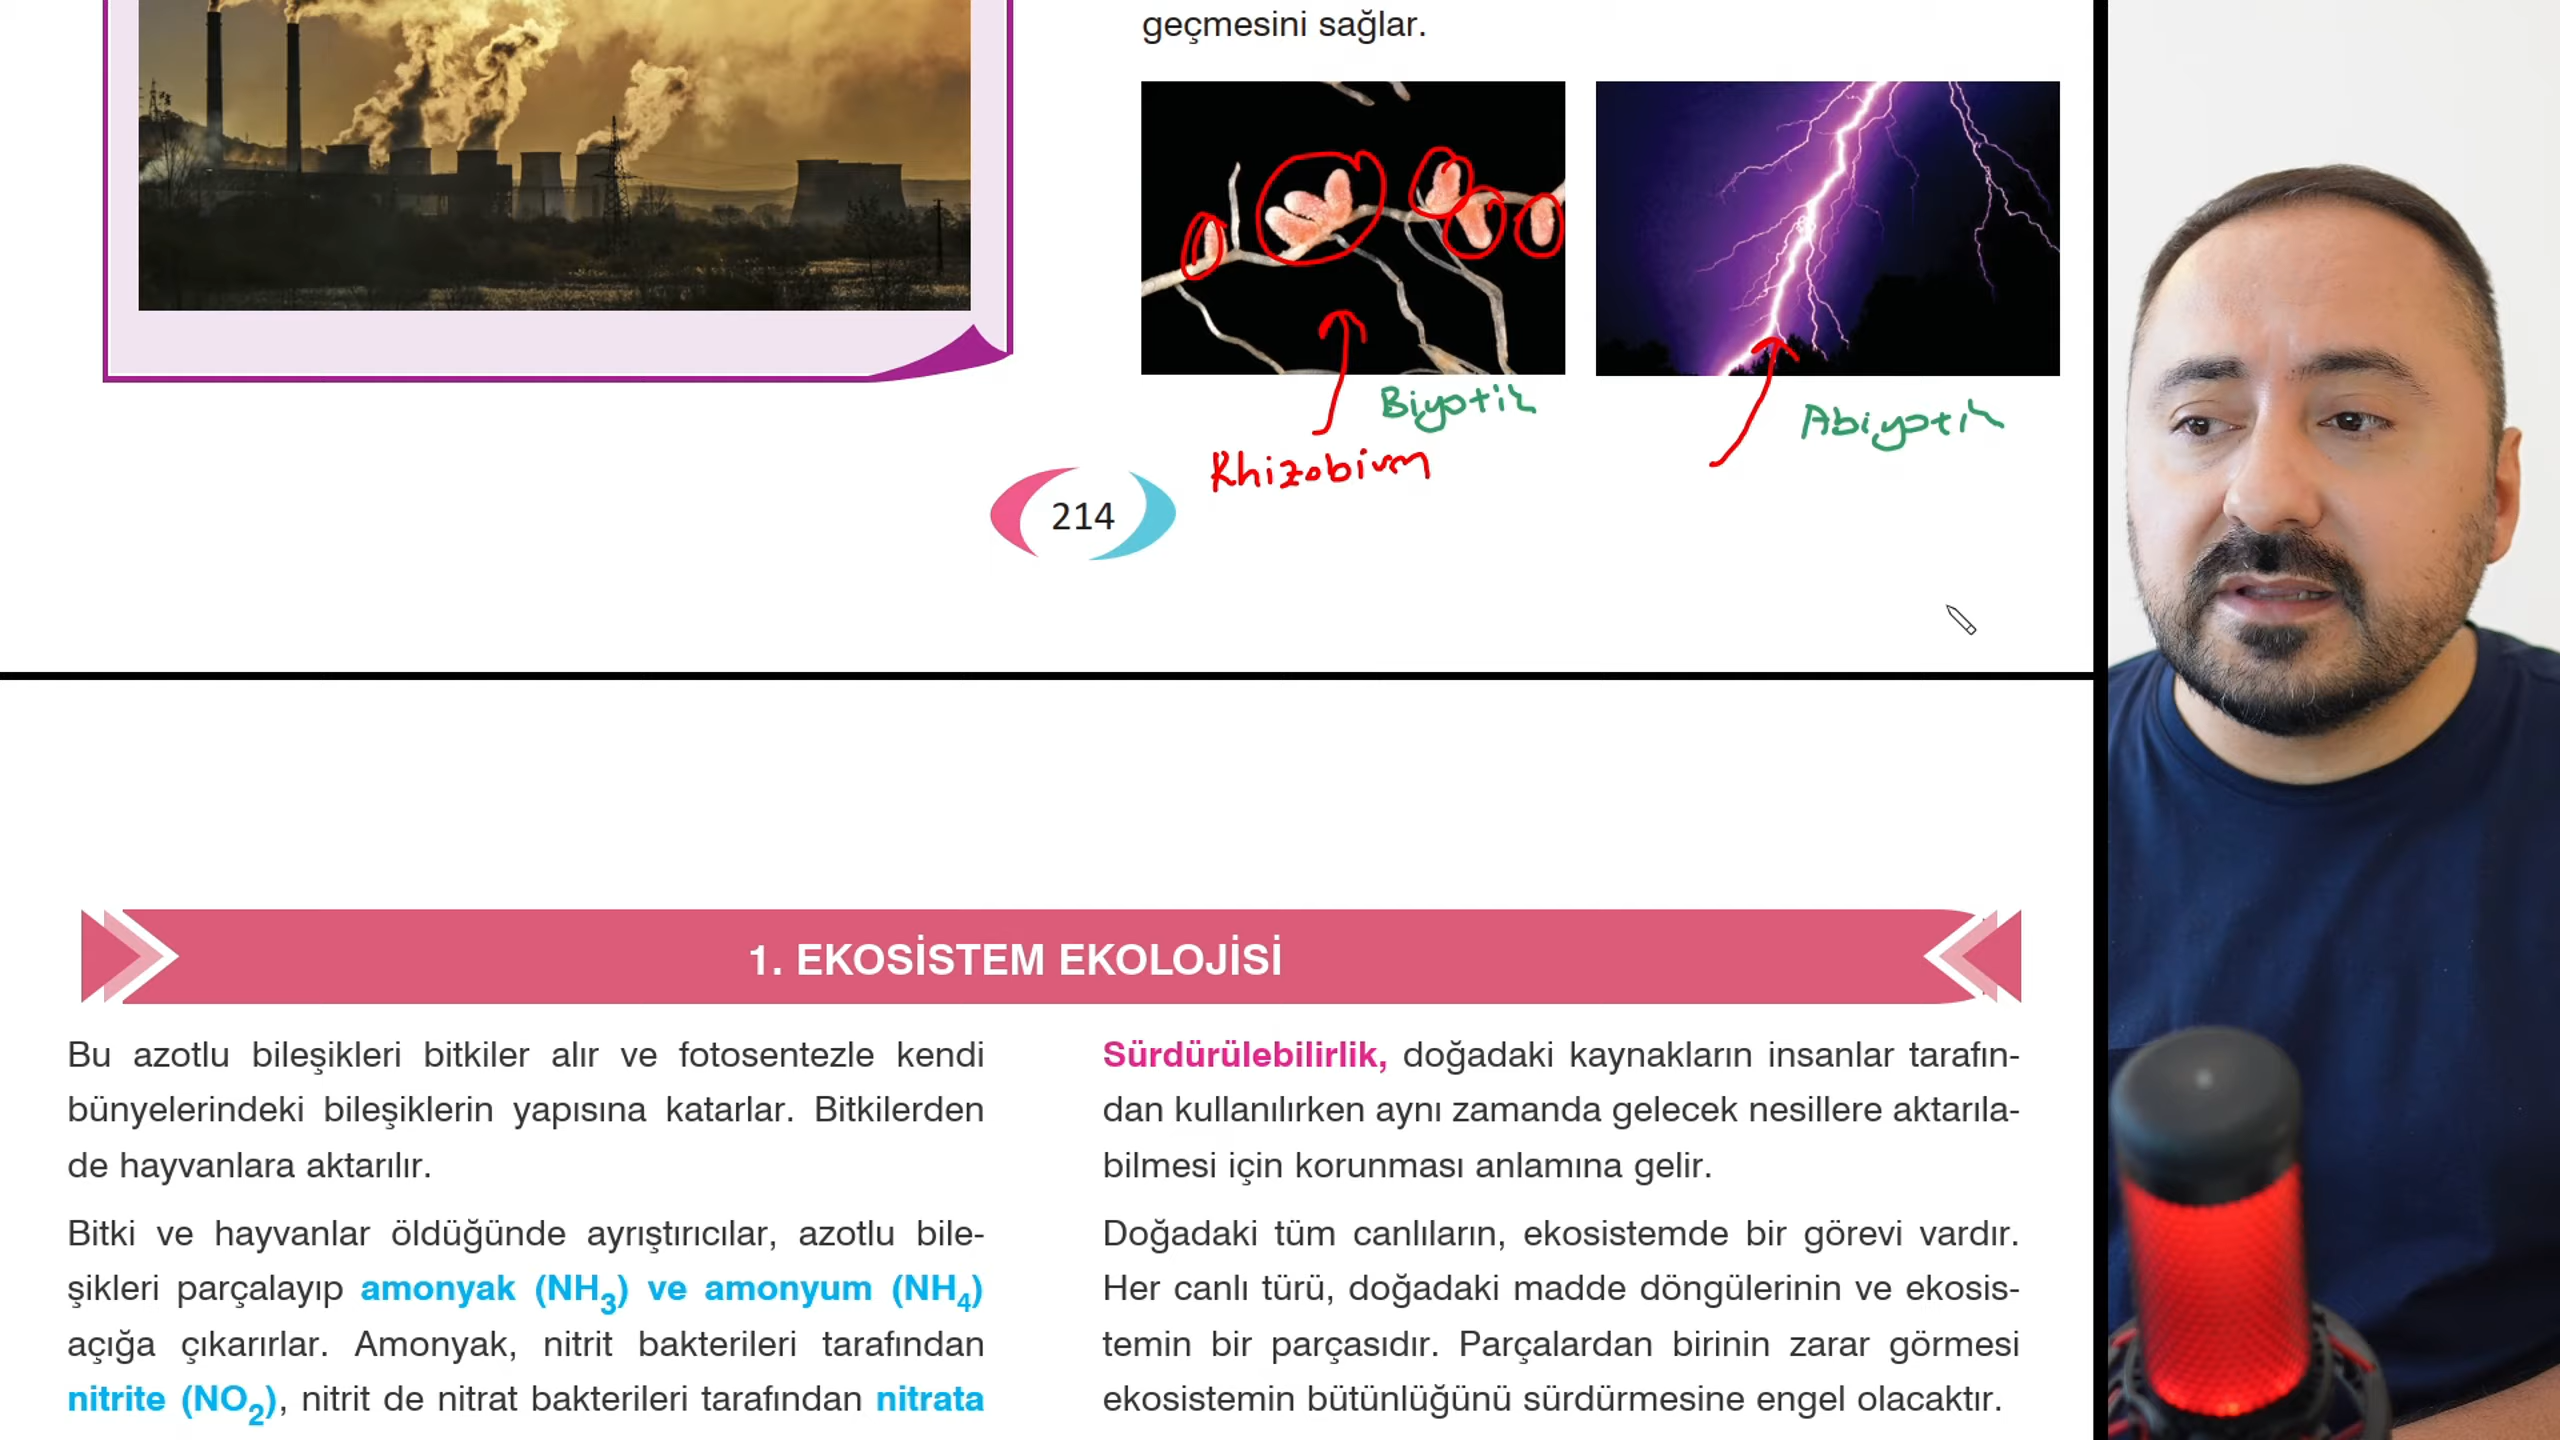 geçmesini sağlar.
Biyotik
Abiyotik
Rhizobium
214
1. EKOSİSTEM EKOLOJİSİ
Bu azotlu bileşikleri bitkiler alır ve fotosentezle kendi
bünyelerindeki bileşiklerin yapısına katarlar. Bitkilerden
de hayvanlara aktarılır.
Bitki ve hayvanlar öldüğünde ayrıştırıcılar, azotlu bile-
şikleri parçalayıp amonyak (NH₃) ve amonyum (NH₄)
açığa çıkarırlar. Amonyak, nitrit bakterileri tarafından
nitrite (NO₂), nitrit de nitrat bakterileri tarafından nitrata
Sürdürülebilirlik, doğadaki kaynakların insanlar tarafın-
dan kullanılırken aynı zamanda gelecek nesillere aktarıla-
bilmesi için korunması anlamına gelir.
Doğadaki tüm canlıların, ekosistemde bir görevi vardır.
Her canlı türü, doğadaki madde döngülerinin ve ekosis-
temin bir parçasıdır. Parçalardan birinin zarar görmesi
ekosistemin bütünlüğünü sürdürmesine engel olacaktır.